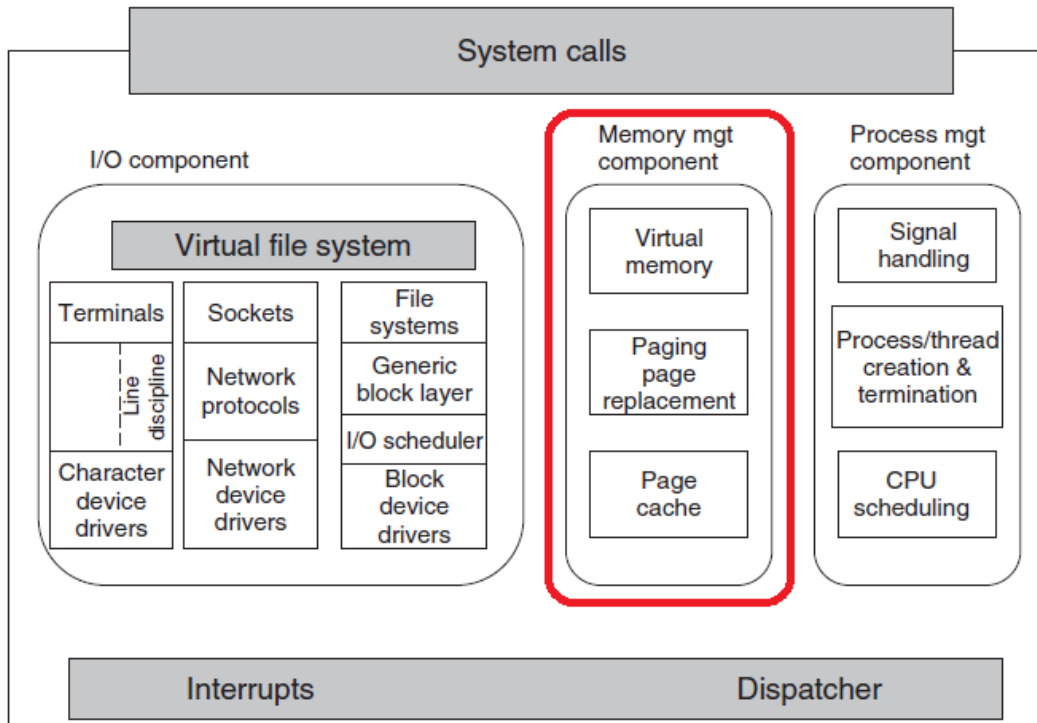 System calls
I/O component
Memory mgt
component
Process mgt
component
Virtual file system
Terminals
Line
discipline
Character
device
drivers
Sockets
Network
protocols
Network
device
drivers
File
systems
Generic
block layer
I/O scheduler
Block
device
drivers
Virtual
memory
Paging
page
replacement
Page
cache
Signal
handling
Process/thread
creation &
termination
CPU
scheduling
Interrupts
Dispatcher